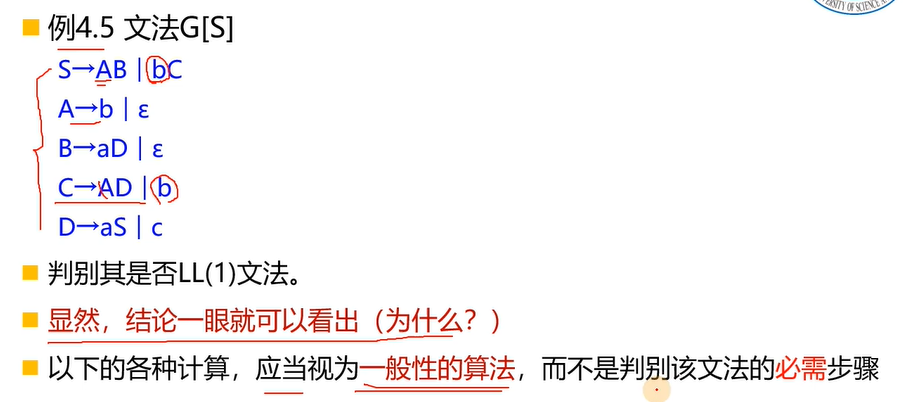 例4.5 文法G[S]
S→AB | bC
A→b | ε
B→aD | ε
C→AD | b
D→aS | c
判别其是否LL(1)文法。
显然，结论一眼就可以看出（为什么？）
以下的各种计算，应当视为一般性的算法，而不是判别该文法的必需步骤